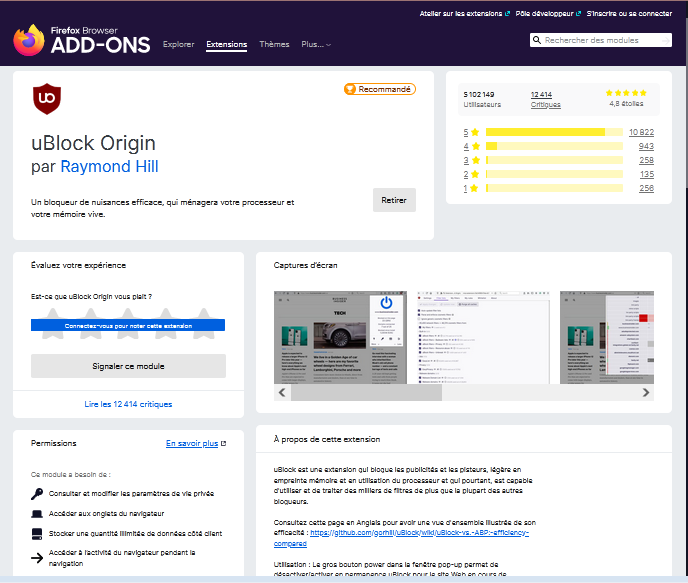 Atelier sur les extensions Pôle développeur S'inscrire ou se connecter
Firefox Browser
ADD-ONS
Explorer Extensions Thèmes Plus...
Rechercher des modules
uo
Recommandé
uBlock Origin
par Raymond Hill
Un bloqueur de nuisances efficace, qui ménagera votre processeur et
votre mémoire vive.
Retirer
5 102 149
Utilisateurs
12 414
Critiques
4,8 étoiles
5 10 822
4 943
3 258
2 135
1 256
Évaluez votre expérience
Est-ce que uBlock Origin vous plait ?
Connectez-vous pour noter cette extension
Signaler ce module
Lire les 12 414 critiques
Captures d'écran
TECH
Permissions
En savoir plus
Ce module a besoin de :
Consulter et modifier les paramètres de vie privée
Accéder aux onglets du navigateur
Stocker une quantité illimitée de données côté client
Accéder à l'activité du navigateur pendant la
navigation
À propos de cette extension
uBlock est une extension qui bloque les publicités et les pisteurs, légère en
empreinte mémoire et en utilisation du processeur et qui pourtant, est capable
d'utiliser et de traiter des milliers de filtres de plus que la plupart des autres
bloqueurs.
Consultez cette page en Anglais pour avoir une vue d'ensemble illustrée de son
efficacité : https://github.com/gorhill/uBlock/wiki/uBlock-vs.-ABP:-efficiency-
compared
Utilisation : Le gros bouton power dans le fenêtre pop-up permet de
désactiver/activer en permanence uBlock pour le site Web en cours de